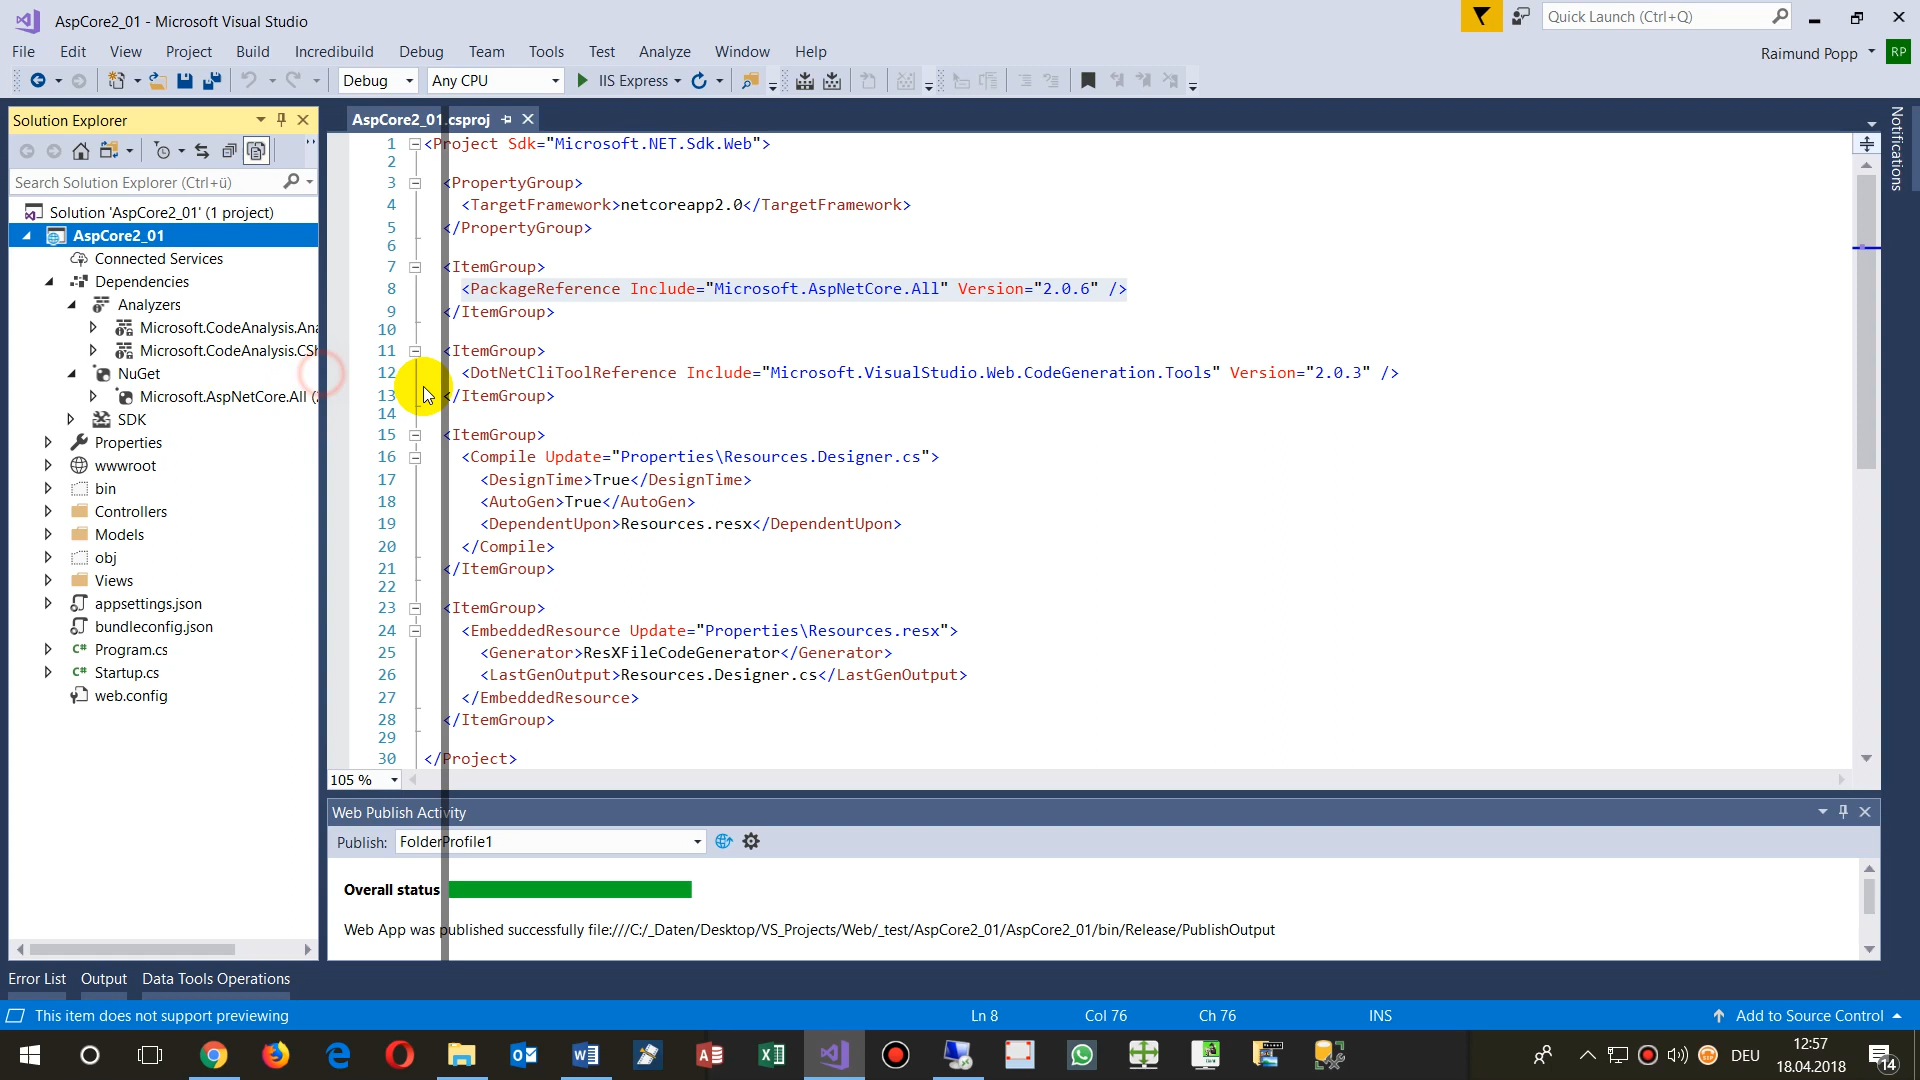 AspCore2_01 - Microsoft Visual Studio
Quick Launch (Ctrl+Q)
File Edit View Project Build Incredibuild Debug Team Tools Test Analyze Window Help
Raimund Popp RP
Debug Any CPU IIS Express
Solution Explorer
AspCore2_01.csproj
Notifications
Search Solution Explorer (Ctrl+ü)
Solution 'AspCore2_01' (1 project)
AspCore2_01
Connected Services
Dependencies
Analyzers
Microsoft.CodeAnalysis.Ana
Microsoft.CodeAnalysis.CSh
NuGet
Microsoft.AspNetCore.All (
SDK
Properties
wwwroot
bin
Controllers
Models
obj
Views
appsettings.json
bundleconfig.json
C# Program.cs
C# Startup.cs
web.config
1 <Project Sdk="Microsoft.NET.Sdk.Web">
2
3 <PropertyGroup>
4 <TargetFramework>netcoreapp2.0</TargetFramework>
5 </PropertyGroup>
6
7 <ItemGroup>
8 <PackageReference Include="Microsoft.AspNetCore.All" Version="2.0.6" />
9 </ItemGroup>
10
11 <ItemGroup>
12 <DotNetCliToolReference Include="Microsoft.VisualStudio.Web.CodeGeneration.Tools" Version="2.0.3" />
13 </ItemGroup>
14
15 <ItemGroup>
16 <Compile Update="Properties\Resources.Designer.cs">
17 <DesignTime>True</DesignTime>
18 <AutoGen>True</AutoGen>
19 <DependentUpon>Resources.resx</DependentUpon>
20 </Compile>
21 </ItemGroup>
22
23 <ItemGroup>
24 <EmbeddedResource Update="Properties\Resources.resx">
25 <Generator>ResXFileCodeGenerator</Generator>
26 <LastGenOutput>Resources.Designer.cs</LastGenOutput>
27 </EmbeddedResource>
28 </ItemGroup>
29
30 </Project>
105 %
Web Publish Activity
Publish: FolderProfile1
Overall status
Web App was published successfully file:///C:/_Daten/Desktop/VS_Projects/Web/_test/AspCore2_01/AspCore2_01/bin/Release/PublishOutput
Error List Output Data Tools Operations
This item does not support previewing Ln 8 Col 76 Ch 76 INS Add to Source Control
DEU 12:57
18.04.2018
14